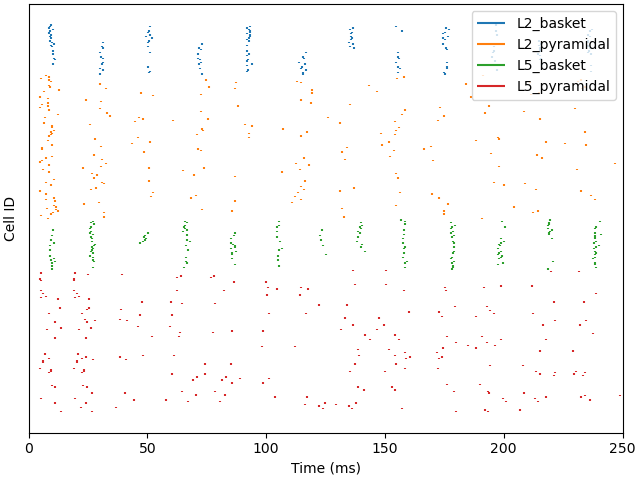 L2_basket
L2_pyramidal
L5_basket
L5_pyramidal
Cell ID
0 50 100 150 200 250
Time (ms)